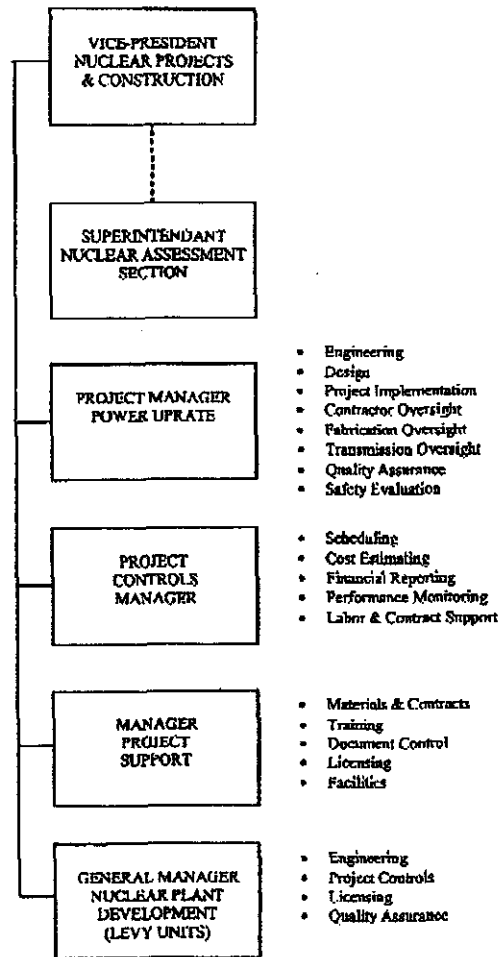 VICE-PRESIDENT
NUCLEAR PROJECTS
& CONSTRUCTION
SUPERINTENDANT
NUCLEAR ASSESSMENT
SECTION
PROJECT MANAGER
POWER UPRATE
• Engineering
• Design
• Project Implementation
• Contractor Oversight
• Fabrication Oversight
• Transmission Oversight
• Quality Assurance
• Safety Evaluation
PROJECT
CONTROLS
MANAGER
• Scheduling
• Cost Estimating
• Financial Reporting
• Performance Monitoring
• Labor & Contract Support
MANAGER
PROJECT
SUPPORT
• Materials & Contracts
• Training
• Document Control
• Licensing
• Facilities
GENERAL MANAGER
NUCLEAR PLANT
DEVELOPMENT
(LEVY UNITS)
• Engineering
• Project Controls
• Licensing
• Quality Assurance